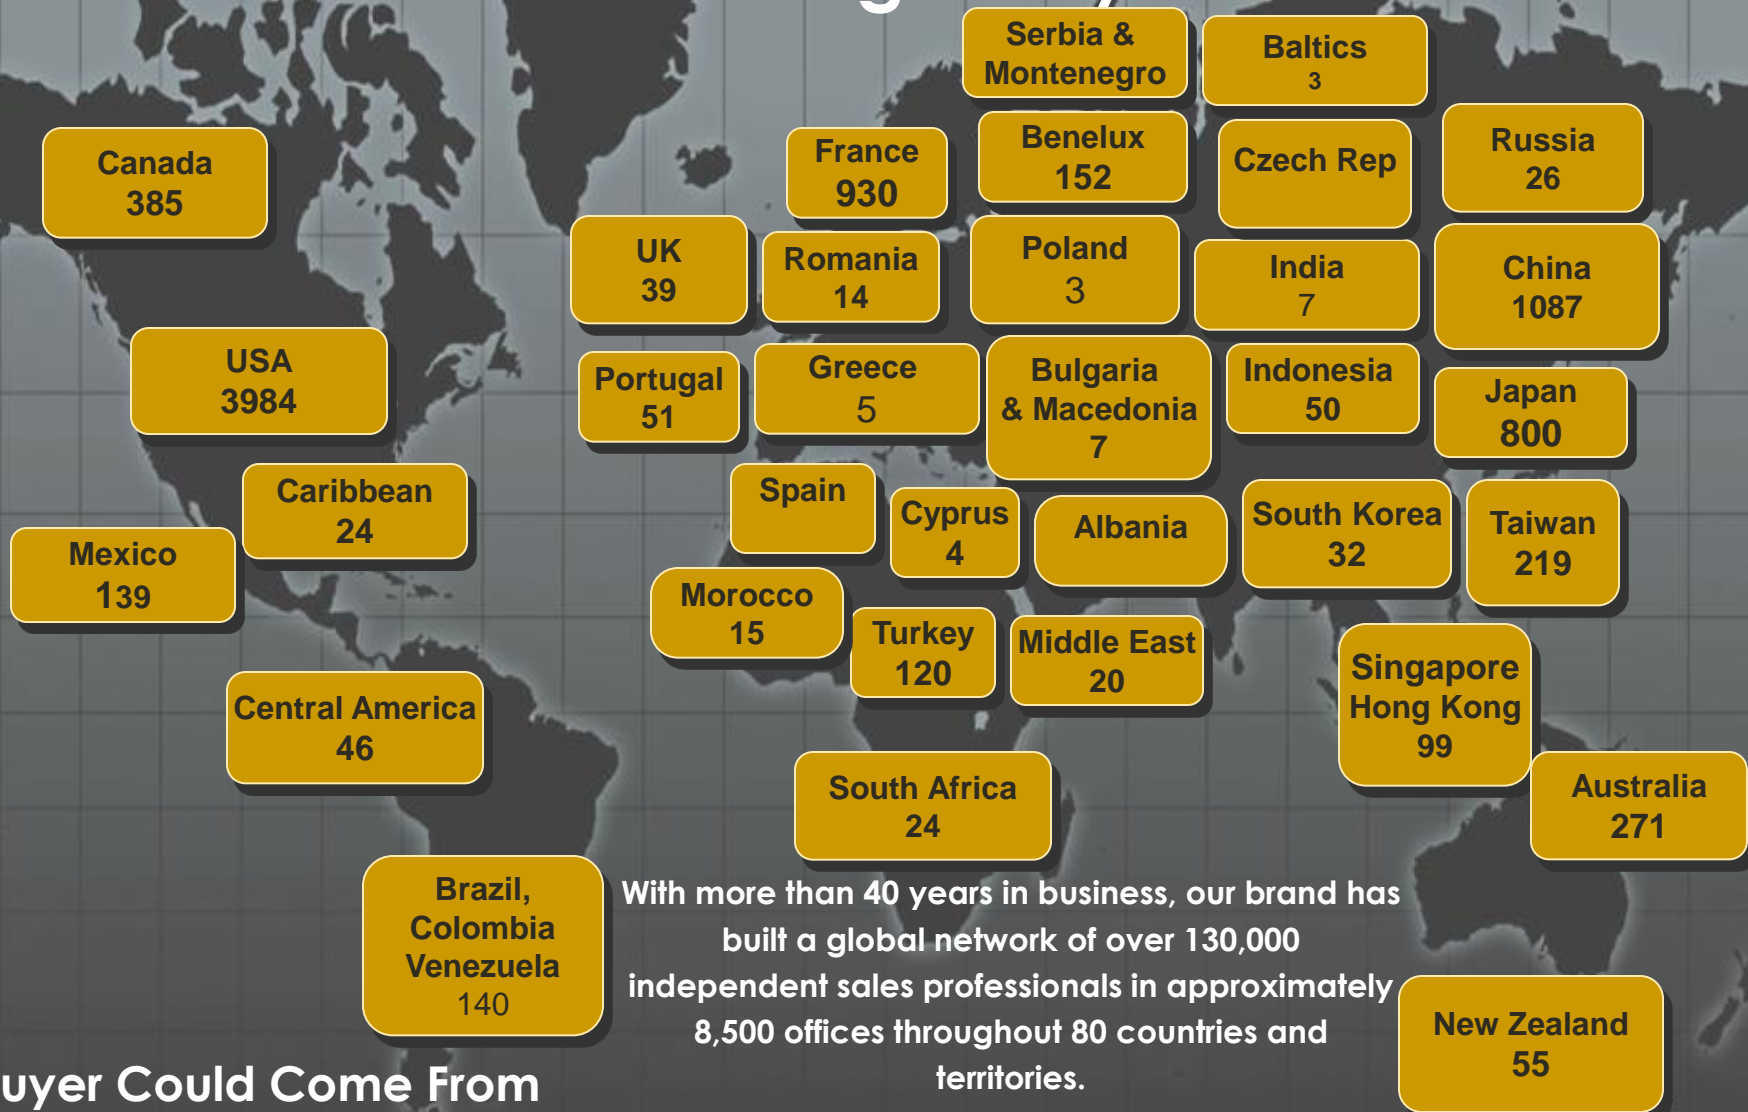 Serbia &
Montenegro
Baltics
3
Canada
385
France
930
Benelux
152
Czech Rep
Russia
26
UK
39
Romania
14
Poland
3
India
7
China
1087
USA
3984
Portugal
51
Greece
5
Bulgaria
& Macedonia
7
Indonesia
50
Japan
800
Caribbean
24
Mexico
139
Spain
Cyprus
4
Albania
South Korea
32
Taiwan
219
Morocco
15
Turkey
120
Middle East
20
Singapore
Hong Kong
99
Central America
46
South Africa
24
Australia
271
Brazil,
Colombia
Venezuela
140
With more than 40 years in business, our brand has
built a global network of over 130,000
independent sales professionals in approximately
8,500 offices throughout 80 countries and
territories.
New Zealand
55
uyer Could Come From